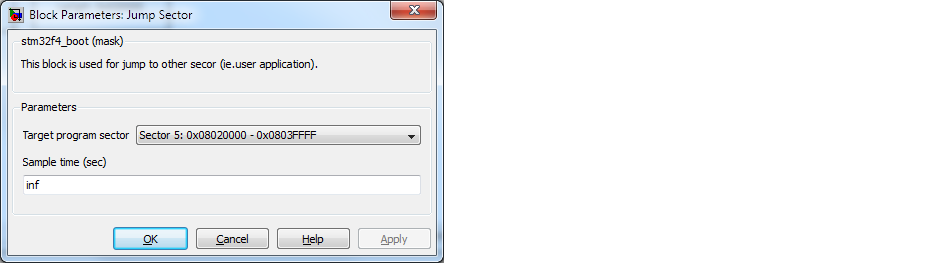 Block Parameters: Jump Sector
stm32f4_boot (mask)
This block is used for jump to other secor (ie.user application).
Parameters
Target program sector Sector 5: 0x08020000 - 0x0803FFFF
Sample time (sec)
inf
OK Cancel Help Apply